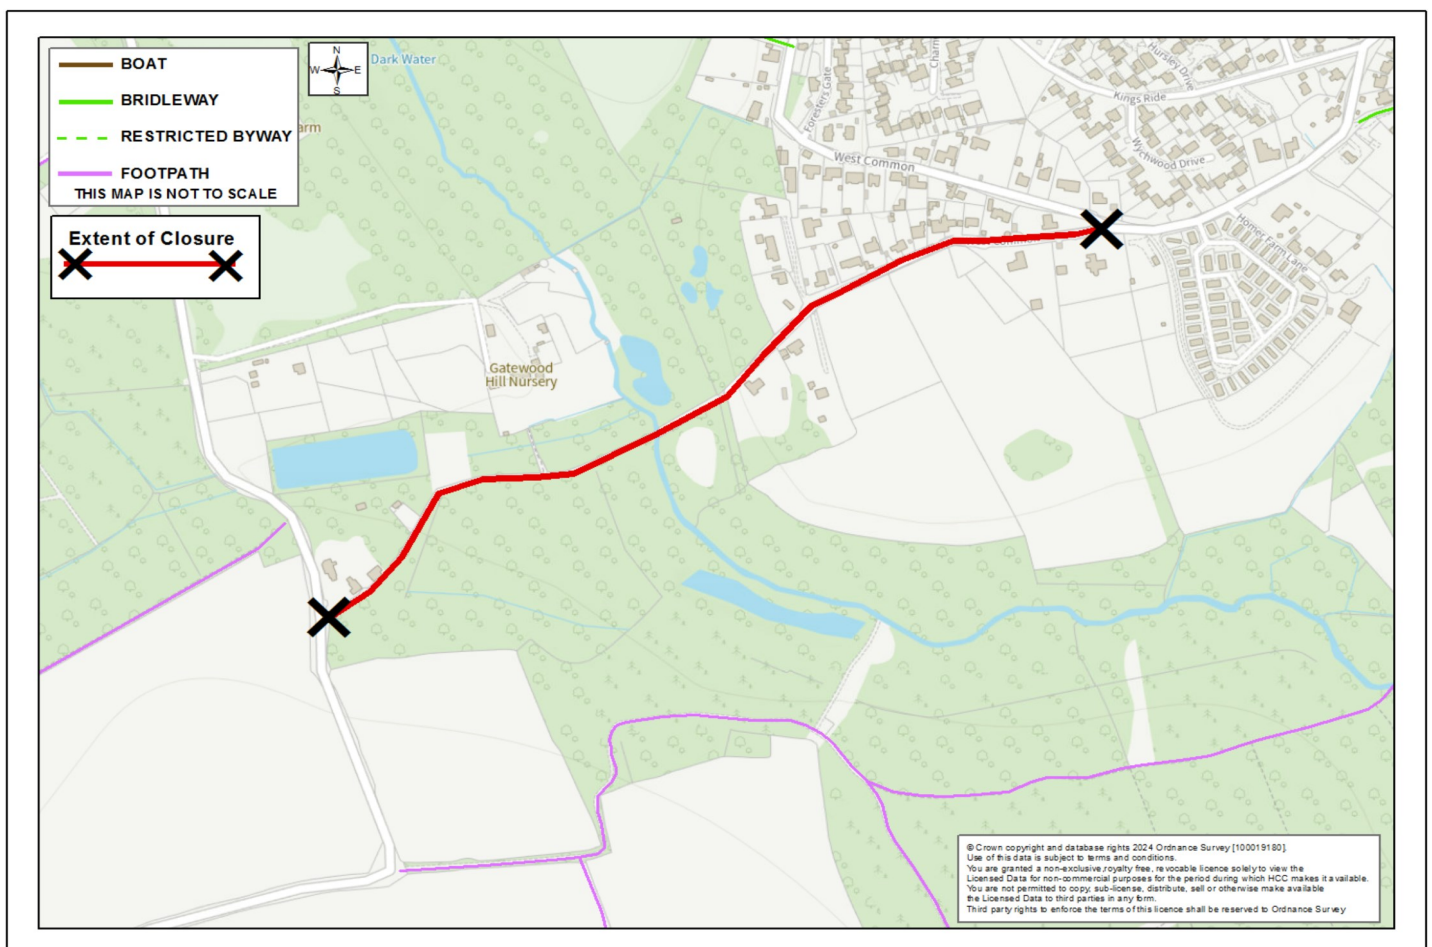 BOAT
BRIDLEWAY
RESTRICTED BYWAY
FOOTPATH
THIS MAP IS NOT TO SCALE
Extent of Closure
N
W E
S
Dark Water
arm
Foresters Gate
Charn
Hursley Drive
Kings Ride
Wychwood Drive
West Common
Homer Farm Lane
Gatewood
Hill Nursery
© Crown copyright and database rights 2024 Ordnance Survey [100019180].
Use of this data is subject to terms and conditions.
You are granted a non-exclusive,royalty free, revocable licence solely to view the
Licensed Data for non-commercial purposes for the period during which HCC makes it available.
You are not permitted to copy, sub-license, distribute, sell or otherwise make available
the Licensed Data to third parties in any form.
Third party rights to enforce the terms of this licence shall be reserved to Ordnance Survey